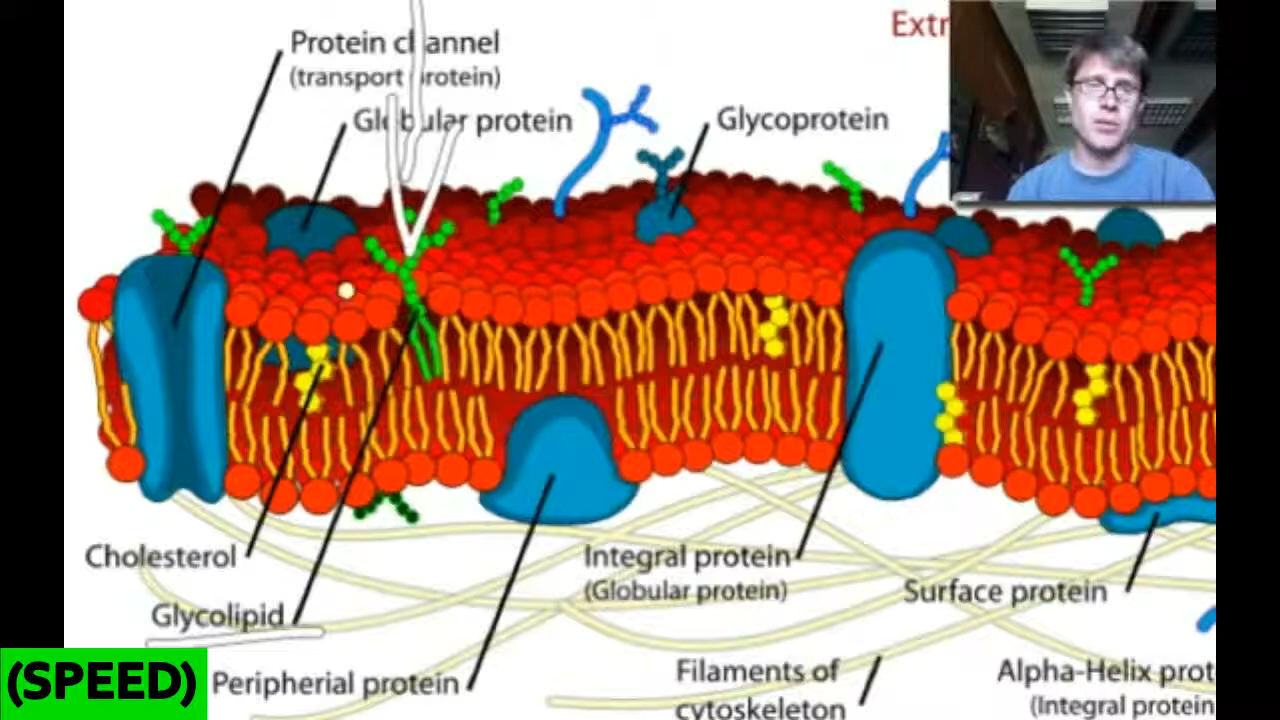 Protein channel
(transport protein)
Globular protein
Glycoprotein
Extr
Cholesterol
Glycolipid
Peripherial protein
Integral protein
(Globular protein)
Surface protein
Filaments of
cytoskeleton
Alpha-Helix prot
(Integral protein
(SPEED)